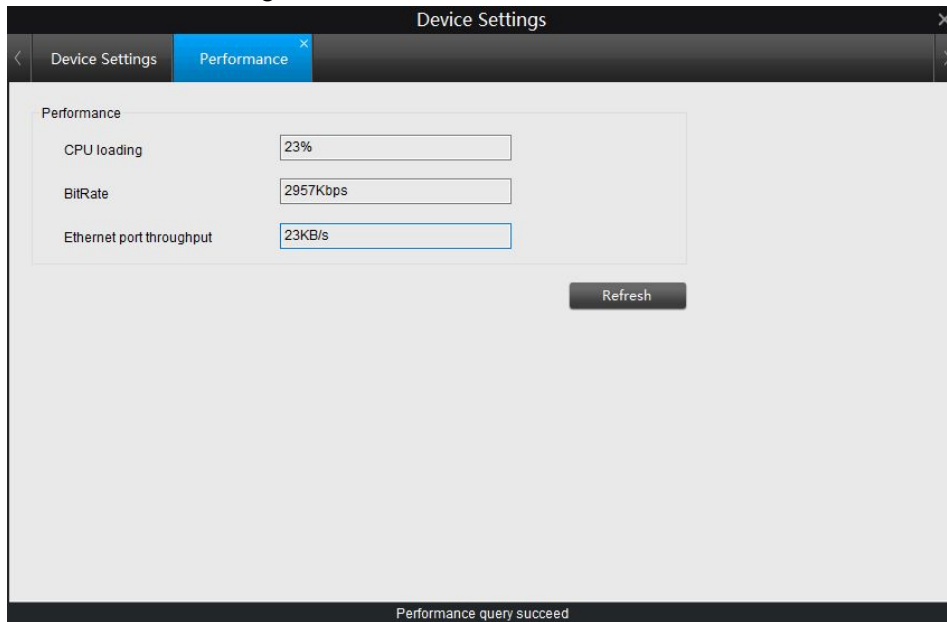 Device Settings
Device Settings
Performance
Performance
CPU loading
23%
BitRate
2957Kbps
Ethernet port throughput
23KB/s
Refresh
Performance query succeed